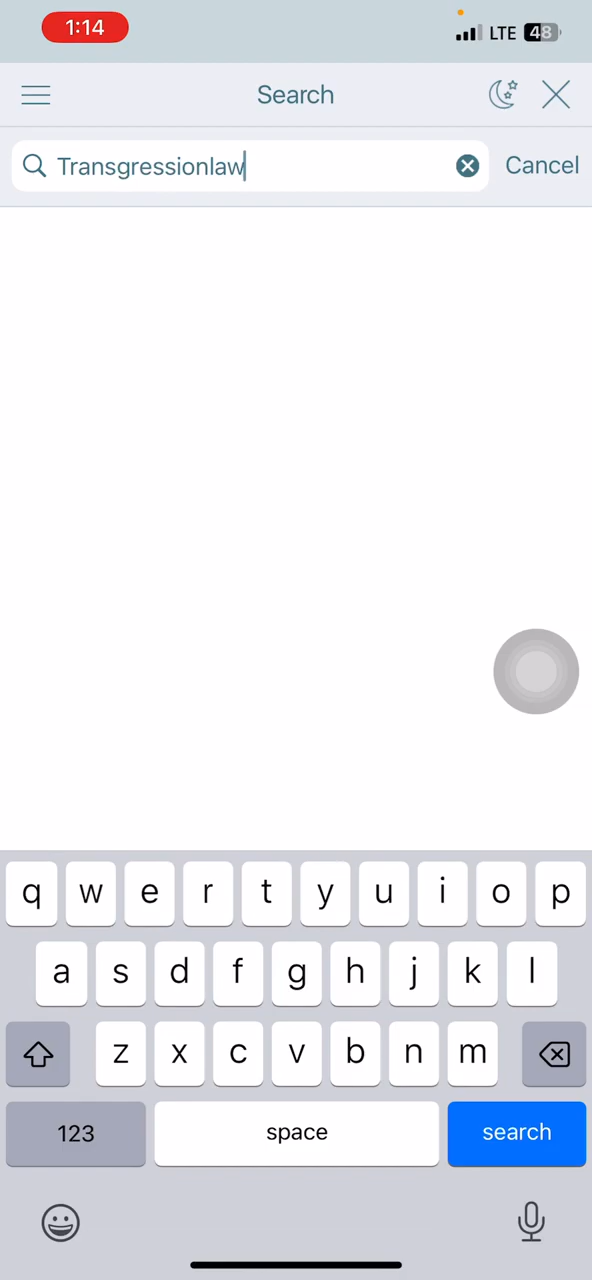 1:14
LTE 48
Search
Transgressionlaw
Cancel
q w e r t y u i o p
a s d f g h j k l
z x c v b n m
123 space search